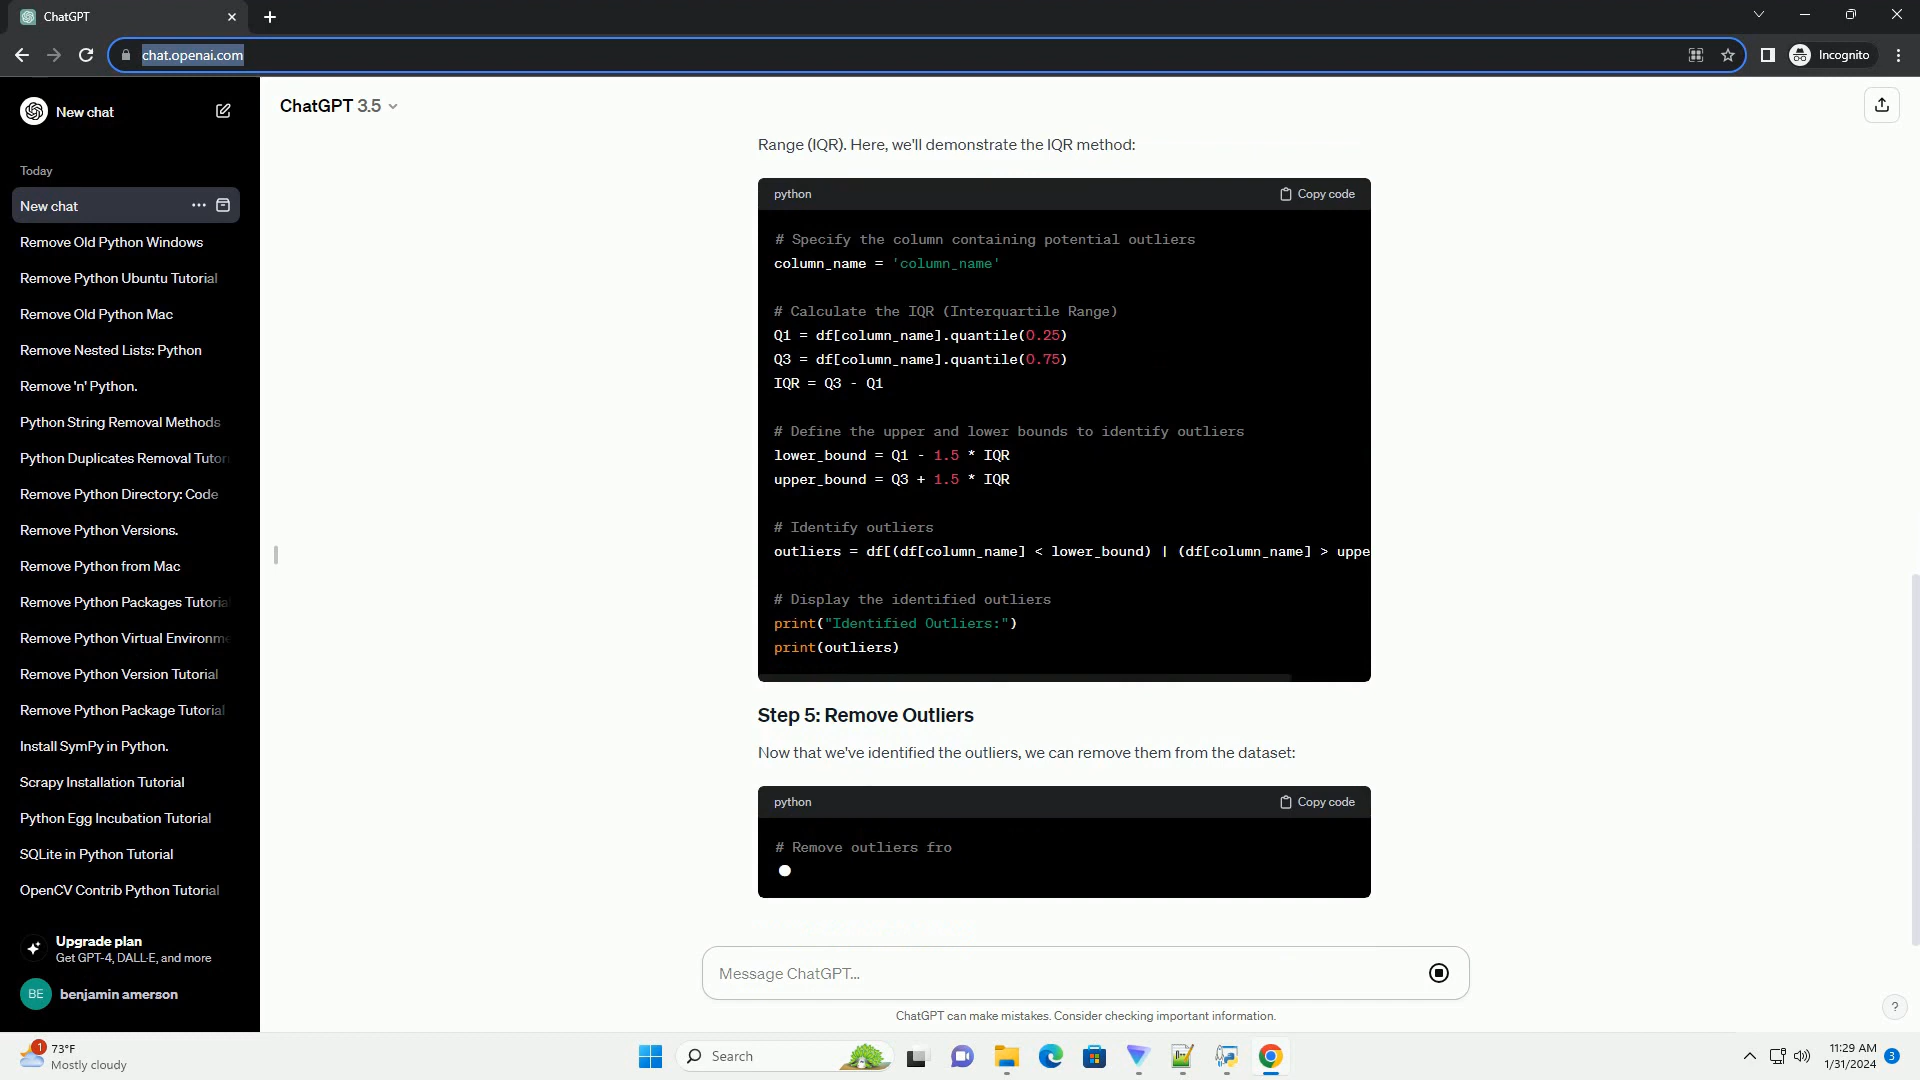 ChatGPT
chat.openai.com
Incognito
New chat
Today
New chat
Remove Old Python Windows
Remove Python Ubuntu Tutorial
Remove Old Python Mac
Remove Nested Lists: Python
Remove 'n' Python.
Python String Removal Methods
Python Duplicates Removal Tutor
Remove Python Directory: Code
Remove Python Versions.
Remove Python from Mac
Remove Python Packages Tutoria
Remove Python Virtual Environme
Remove Python Version Tutorial
Remove Python Package Tutorial
Install SymPy in Python.
Scrapy Installation Tutorial
Python Egg Incubation Tutorial
SQLite in Python Tutorial
OpenCV Contrib Python Tutorial
Upgrade plan
Get GPT-4, DALL·E, and more
BE benjamin amerson
ChatGPT 3.5
Range (IQR). Here, we'll demonstrate the IQR method:
python Copy code
# Specify the column containing potential outliers
column_name = 'column_name'
# Calculate the IQR (Interquartile Range)
Q1 = df[column_name].quantile(0.25)
Q3 = df[column_name].quantile(0.75)
IQR = Q3 - Q1
# Define the upper and lower bounds to identify outliers
lower_bound = Q1 - 1.5 * IQR
upper_bound = Q3 + 1.5 * IQR
# Identify outliers
outliers = df[(df[column_name] < lower_bound) | (df[column_name] > uppe
# Display the identified outliers
print("Identified Outliers:")
print(outliers)
Step 5: Remove Outliers
Now that we've identified the outliers, we can remove them from the dataset:
python Copy code
# Remove outliers fro
Message ChatGPT...
ChatGPT can make mistakes. Consider checking important information.
?
1
73°F
Mostly cloudy
Search
11:29 AM
1/31/2024
3